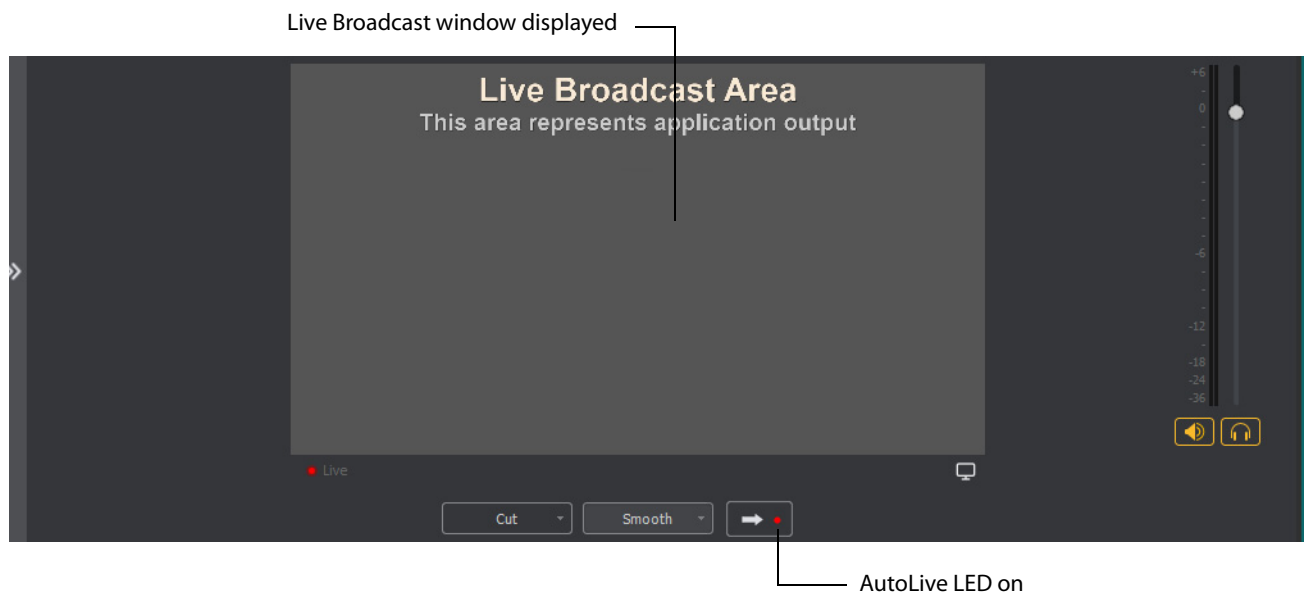 Live Broadcast window displayed
Live Broadcast Area
This area represents application output
+6
-
0
-
-
-
-
-
-
-6
-
-
-
-12
-
-18
-24
-36
Live
Cut
Smooth
AutoLive LED on